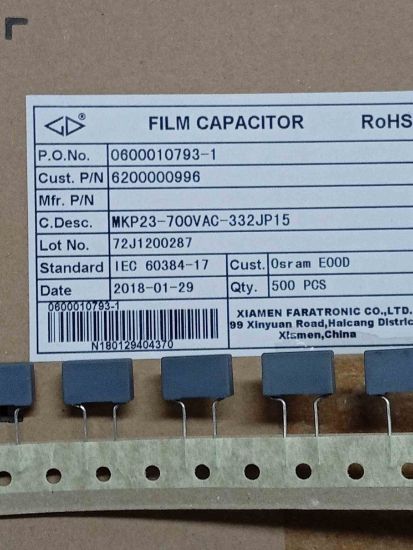 FILM CAPACITOR RoHS
P.O.No. 0600010793-1
Cust. P/N 6200000996
Mfr. P/N
C.Desc. MKP23-700VAC-332JP15
Lot No. 72J1200287
Standard IEC 60384-17 Cust. Osram EOOD
Date 2018-01-29 Qty. 500 PCS
0600010793-1
N180129404370
XIAMEN FARATRONIC CO.,LTD.
99 Xinyuan Road,Haicang Distric
Xiamen,China